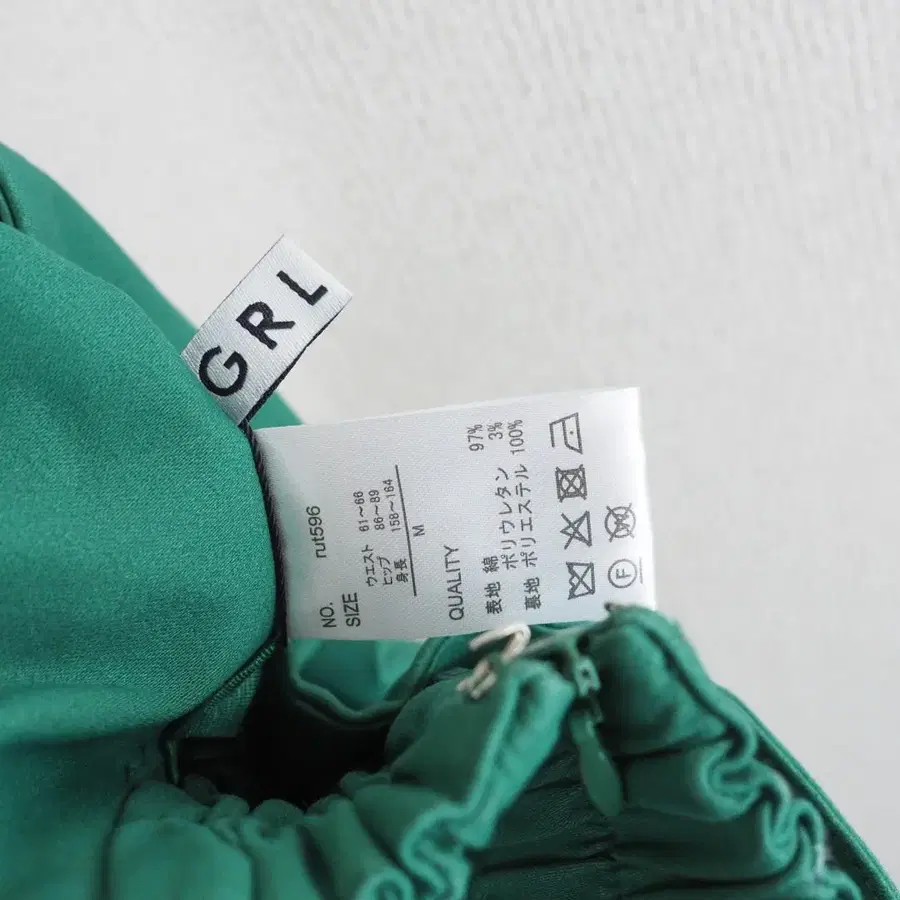 GRL
NO. rut596
SIZE ウエスト 61〜66
ヒップ 86〜89
身長 158〜164
M
QUALITY
表地 綿 97%
ポリウレタン 3%
裏地 ポリエステル 100%
F